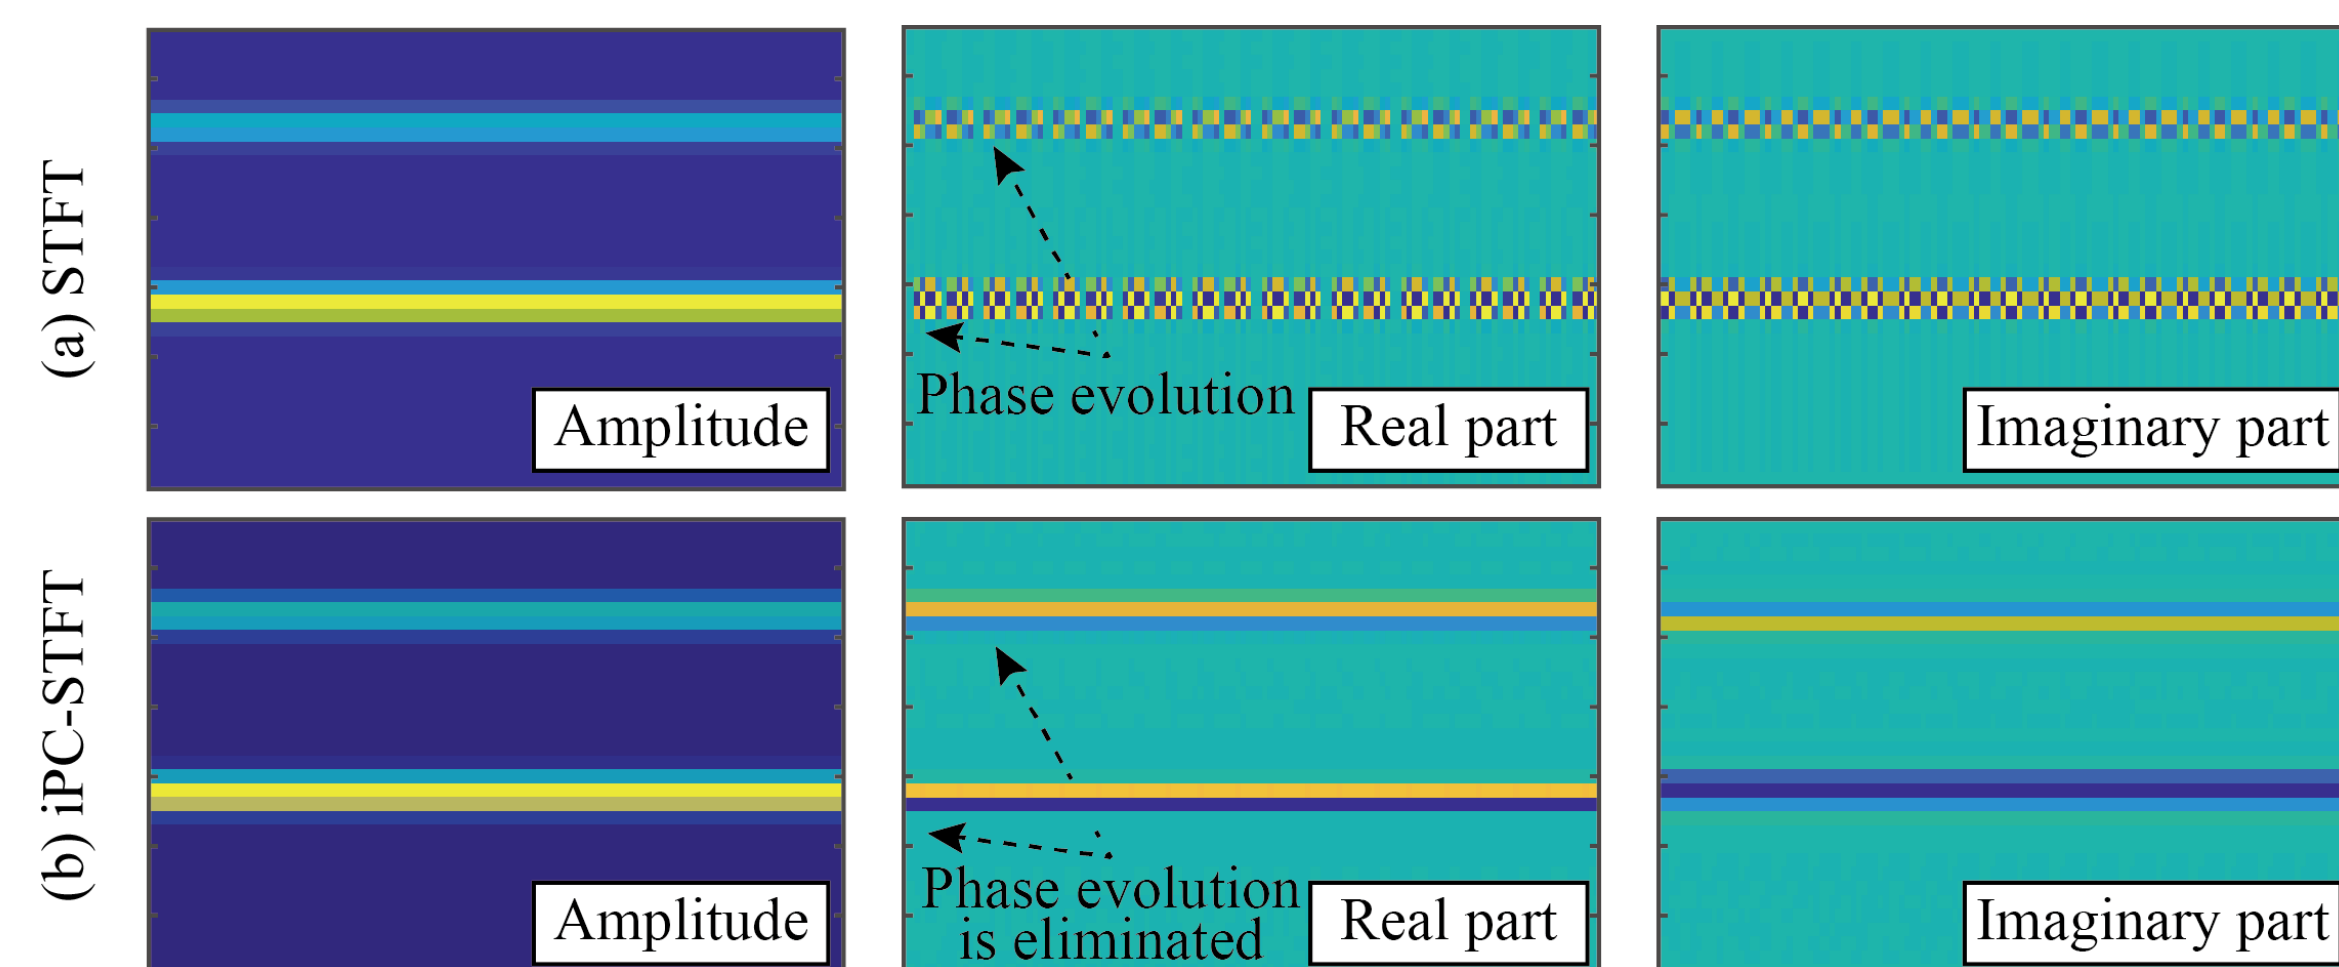 (a) STFT
Amplitude
Phase evolution
Real part
Imaginary part
(b) iPC-STFT
Amplitude
Phase evolution
is eliminated
Real part
Imaginary part